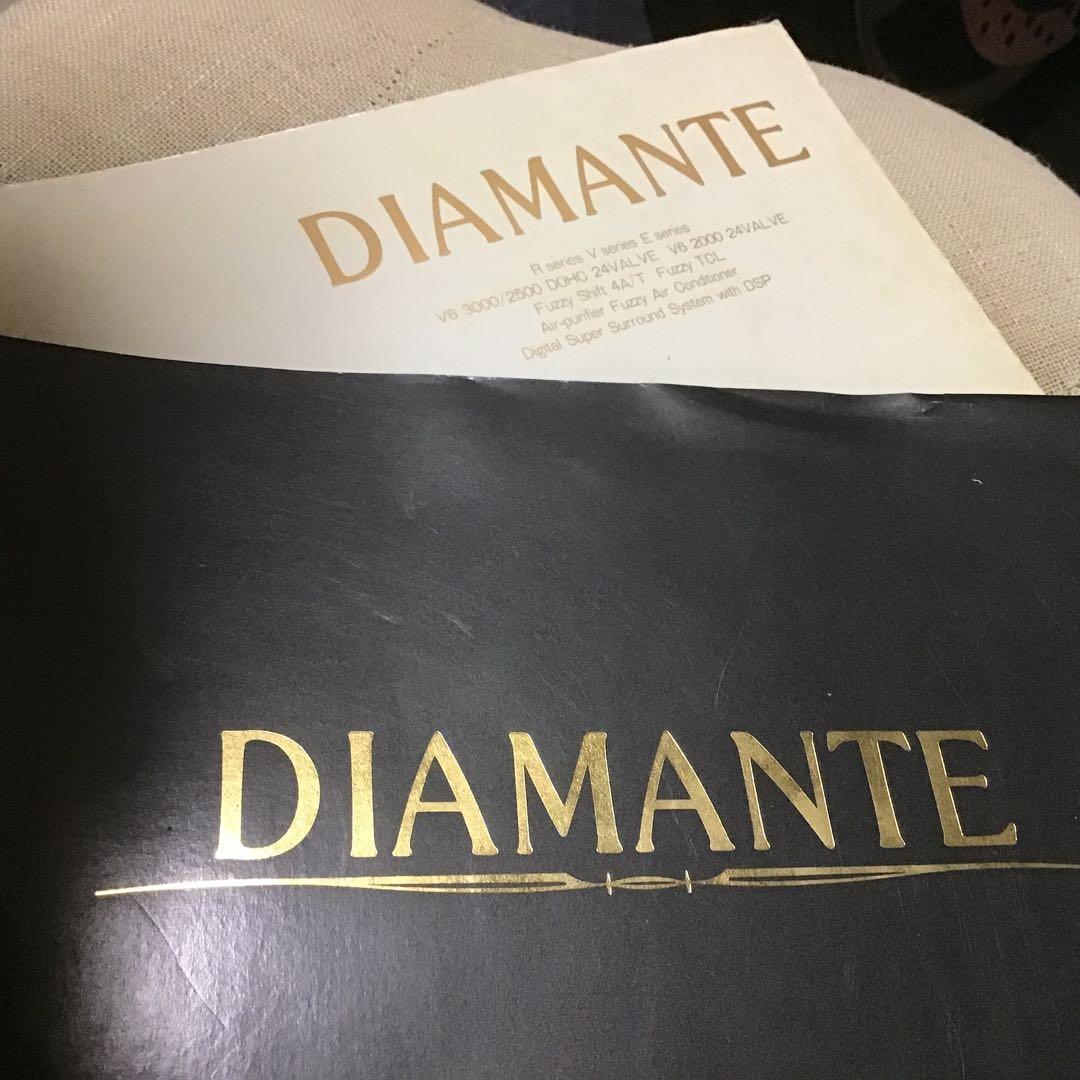 DIAMANTE
R series V series E series
V6 3000/2500 DOHC 24VALVE V6 2000 24VALVE
Fuzzy Shift 4A/T Fuzzy TCL
Air-purifier Fuzzy Air Conditioner
Digital Super Surround System with DSP
DIAMANTE